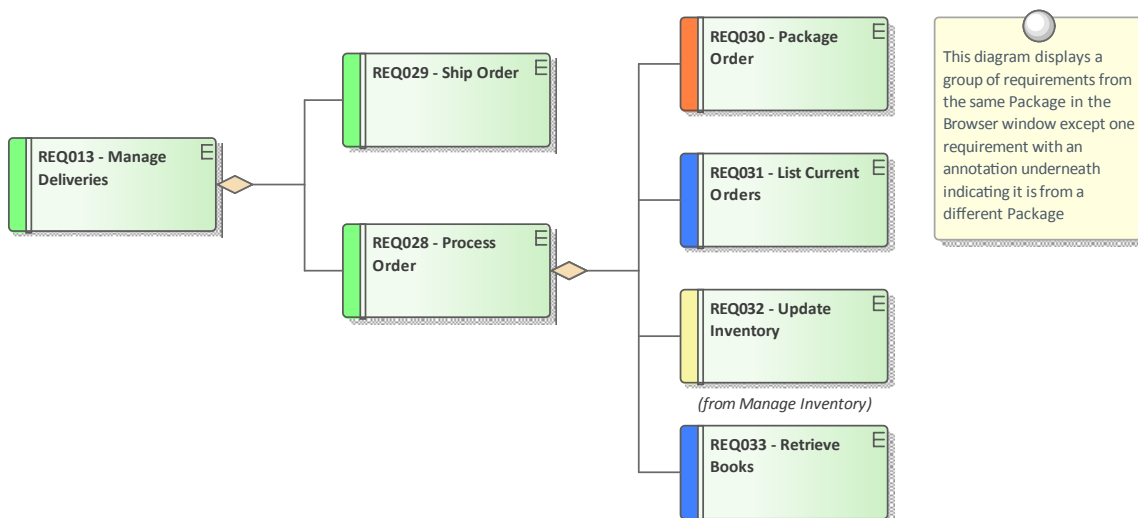 REQ013 - Manage
Deliveries
E
REQ029 - Ship Order
E
REQ028 - Process
Order
E
REQ030 - Package
Order
E
REQ031 - List Current
Orders
E
REQ032 - Update
Inventory
E
(from Manage Inventory)
REQ033 - Retrieve
Books
E
This diagram displays a
group of requirements from
the same Package in the
Browser window except one
requirement with an
annotation underneath
indicating it is from a
different Package